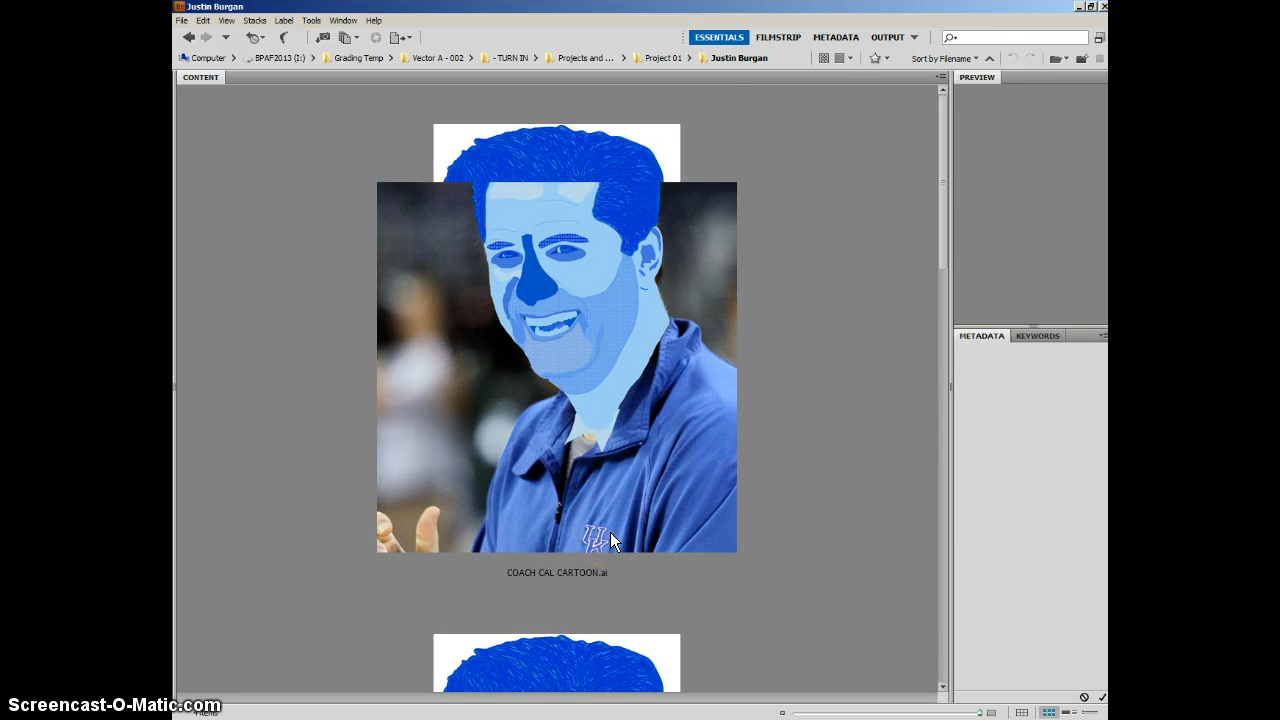 Justin Burgan
File Edit View Stacks Label Tools Window Help
ESSENTIALS FILMSTRIP METADATA OUTPUT
Computer BPAF2013 (I:) Grading Temp Vector A - 002 - TURN IN Projects and ... Project 01 Justin Burgan Sort by Filename
CONTENT PREVIEW
METADATA KEYWORDS
UK
COACH CAL CARTOON.ai
Screencast-O-Matic.com